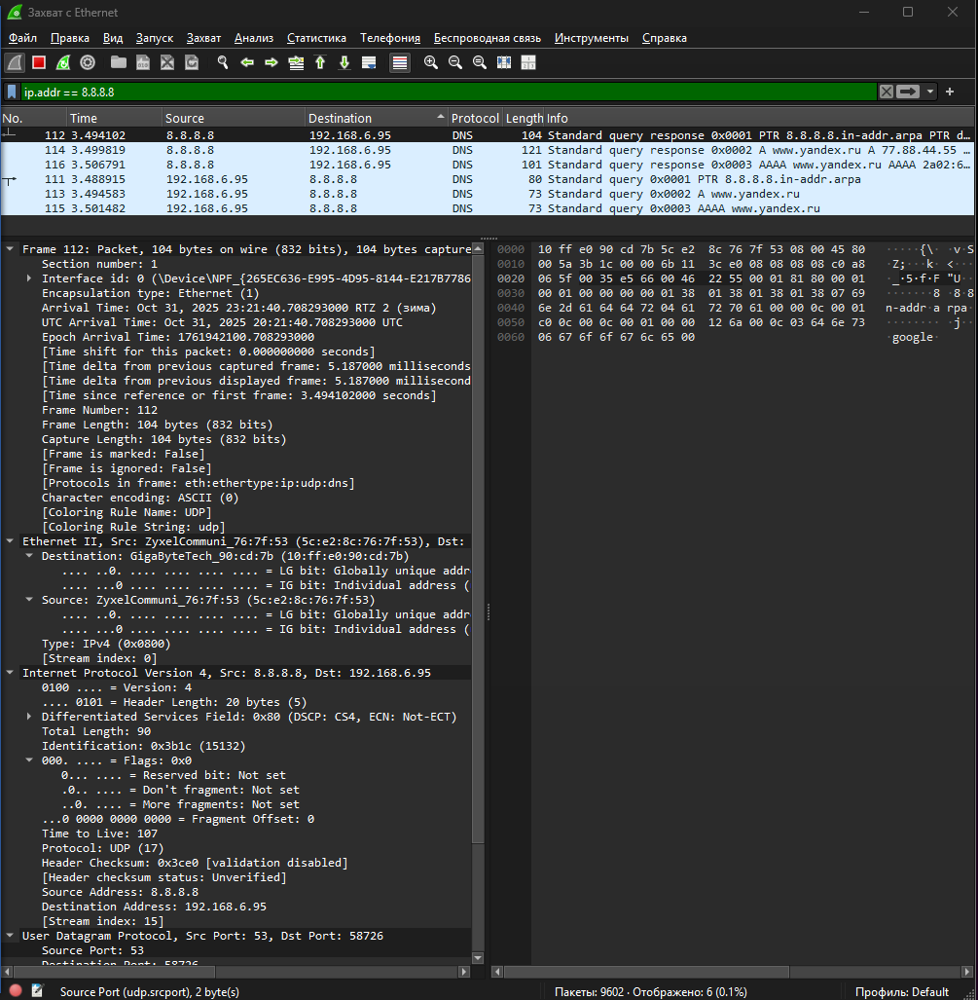 Захват с Ethernet
Файл Правка Вид Запуск Захват Анализ Статистика Телефония Беспроводная связь Инструменты Справка
ip.addr == 8.8.8.8
No. Time Source Destination Protocol Length Info
112 3.494102 8.8.8.8 192.168.6.95 DNS 104 Standard query response 0x0001 PTR 8.8.8.8.in-addr.arpa PTR d…
114 3.499819 8.8.8.8 192.168.6.95 DNS 121 Standard query response 0x0002 A www.yandex.ru A 77.88.44.55 …
116 3.506791 8.8.8.8 192.168.6.95 DNS 101 Standard query response 0x0003 AAAA www.yandex.ru AAAA 2a02:6…
111 3.488915 192.168.6.95 8.8.8.8 DNS 80 Standard query 0x0001 PTR 8.8.8.8.in-addr.arpa
113 3.494583 192.168.6.95 8.8.8.8 DNS 73 Standard query 0x0002 A www.yandex.ru
115 3.501482 192.168.6.95 8.8.8.8 DNS 73 Standard query 0x0003 AAAA www.yandex.ru
Frame 112: Packet, 104 bytes on wire (832 bits), 104 bytes capture
Section number: 1
Interface id: 0 (\Device\NPF_{265EC636-E995-4D95-8144-E217B7786
Encapsulation type: Ethernet (1)
Arrival Time: Oct 31, 2025 23:21:40.708293000 RTZ 2 (зима)
UTC Arrival Time: Oct 31, 2025 20:21:40.708293000 UTC
Epoch Arrival Time: 1761942100.708293000
[Time shift for this packet: 0.000000000 seconds]
[Time delta from previous captured frame: 5.187000 milliseconds
[Time delta from previous displayed frame: 5.187000 millisecond
[Time since reference or first frame: 3.494102000 seconds]
Frame Number: 112
Frame Length: 104 bytes (832 bits)
Capture Length: 104 bytes (832 bits)
[Frame is marked: False]
[Frame is ignored: False]
[Protocols in frame: eth:ethertype:ip:udp:dns]
Character encoding: ASCII (0)
[Coloring Rule Name: UDP]
[Coloring Rule String: udp]
Ethernet II, Src: ZyxelCommuni_76:7f:53 (5c:e2:8c:76:7f:53), Dst:
Destination: GigaByteTech_90:cd:7b (10:ff:e0:90:cd:7b)
.... ..0. .... .... .... .... = LG bit: Globally unique addr
.... ...0 .... .... .... .... = IG bit: Individual address (
Source: ZyxelCommuni_76:7f:53 (5c:e2:8c:76:7f:53)
.... ..0. .... .... .... .... = LG bit: Globally unique addr
.... ...0 .... .... .... .... = IG bit: Individual address (
Type: IPv4 (0x0800)
[Stream index: 0]
Internet Protocol Version 4, Src: 8.8.8.8, Dst: 192.168.6.95
0100 .... = Version: 4
.... 0101 = Header Length: 20 bytes (5)
Differentiated Services Field: 0x80 (DSCP: CS4, ECN: Not-ECT)
Total Length: 90
Identification: 0x3b1c (15132)
000. .... = Flags: 0x0
0... .... = Reserved bit: Not set
.0.. .... = Don't fragment: Not set
..0. .... = More fragments: Not set
...0 0000 0000 0000 = Fragment Offset: 0
Time to Live: 107
Protocol: UDP (17)
Header Checksum: 0x3ce0 [validation disabled]
[Header checksum status: Unverified]
Source Address: 8.8.8.8
Destination Address: 192.168.6.95
[Stream index: 15]
User Datagram Protocol, Src Port: 53, Dst Port: 58726
Source Port: 53
Destination Port: 58726
0000 10 ff e0 90 cd 7b 5c e2 8c 76 7f 53 08 00 45 80 ·····{\· ·v·S··E·
0010 00 5a 3b 1c 00 00 6b 11 3c e0 08 08 08 08 c0 a8 ·Z;···k· <·······
0020 06 5f 00 35 e5 66 00 46 22 55 00 01 81 80 00 01 ·_·5·f·F "U······
0030 00 01 00 00 00 00 01 38 01 38 01 38 01 38 07 69 ·······8 ·8·8·8·i
0040 6e 2d 61 64 64 72 04 61 72 70 61 00 00 0c 00 01 n-addr·a rpa·····
0050 c0 0c 00 0c 00 01 00 00 12 6a 00 0c 03 64 6e 73 ········ ·j···dns
0060 06 67 6f 6f 67 6c 65 00 ·google·
Source Port (udp.srcport), 2 byte(s) Пакеты: 9602 · Отображено: 6 (0.1%) Профиль: Default